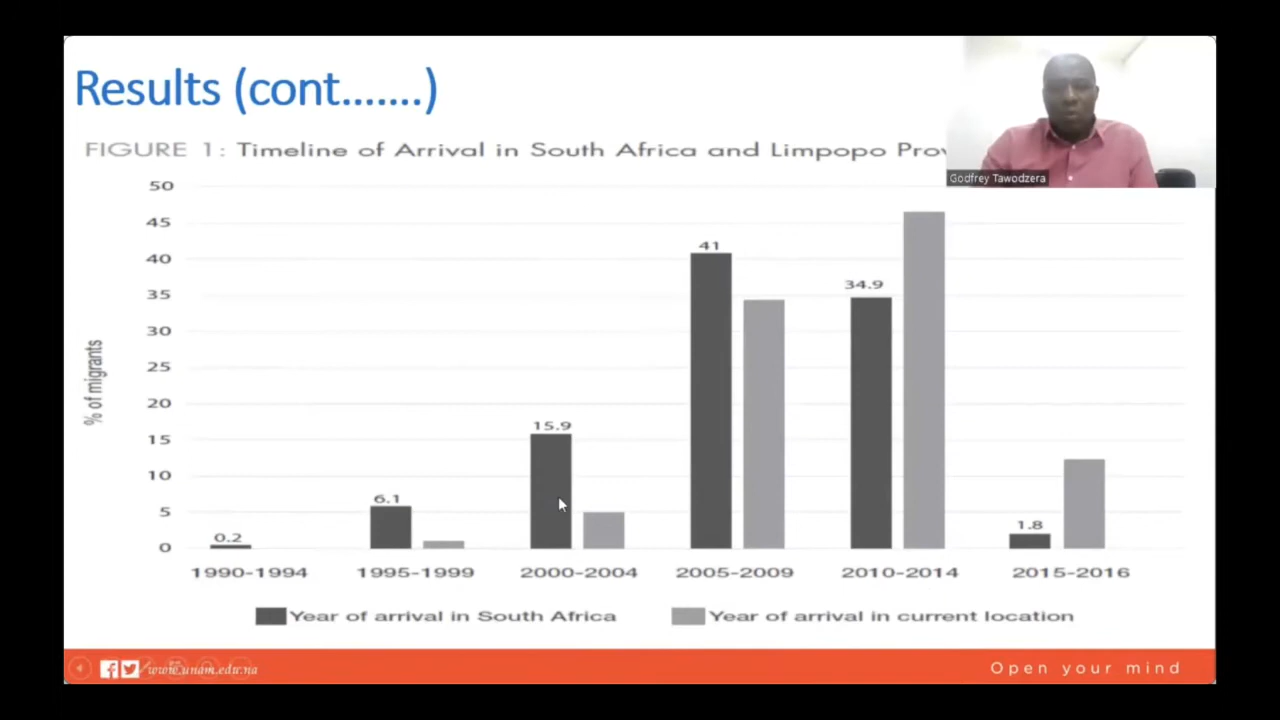 Results (cont.......)
FIGURE 1: Timeline of Arrival in South Africa and Limpopo
Godfrey Tawodzera
50
45
40
35
30
25
20
15
10
5
0
% of migrants
0.2
6.1
15.9
41
34.9
1.8
1990-1994
1995-1999
2000-2004
2005-2009
2010-2014
2015-2016
Year of arrival in South Africa
Year of arrival in current location
www.unam.edu.na
Open your mind